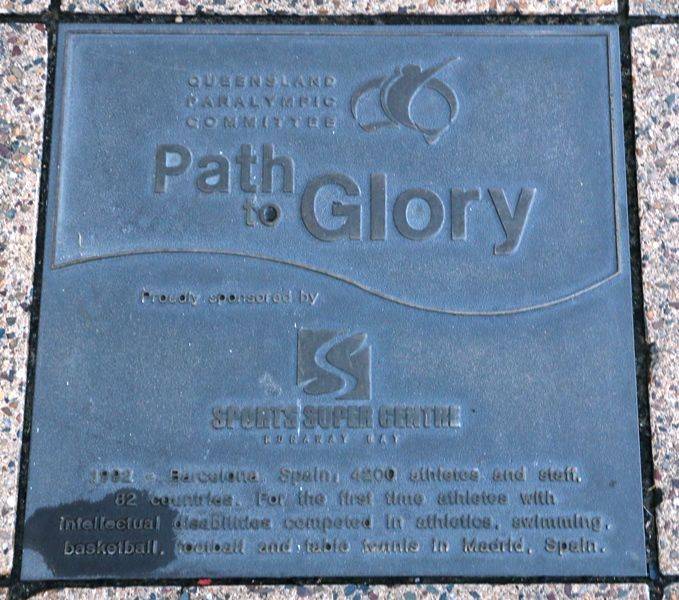 QUEENSLAND
PARALYMPIC
COMMITTEE
Path
to Glory
Proudly sponsored by
SPORTS SUPER CENTRE
RUNAWAY BAY
1992 - Barcelona, Spain, 4200 athletes and staff,
82 countries. For the first time athletes with
intellectual disabilities competed in athletics, swimming,
basketball, football and table tennis in Madrid, Spain.